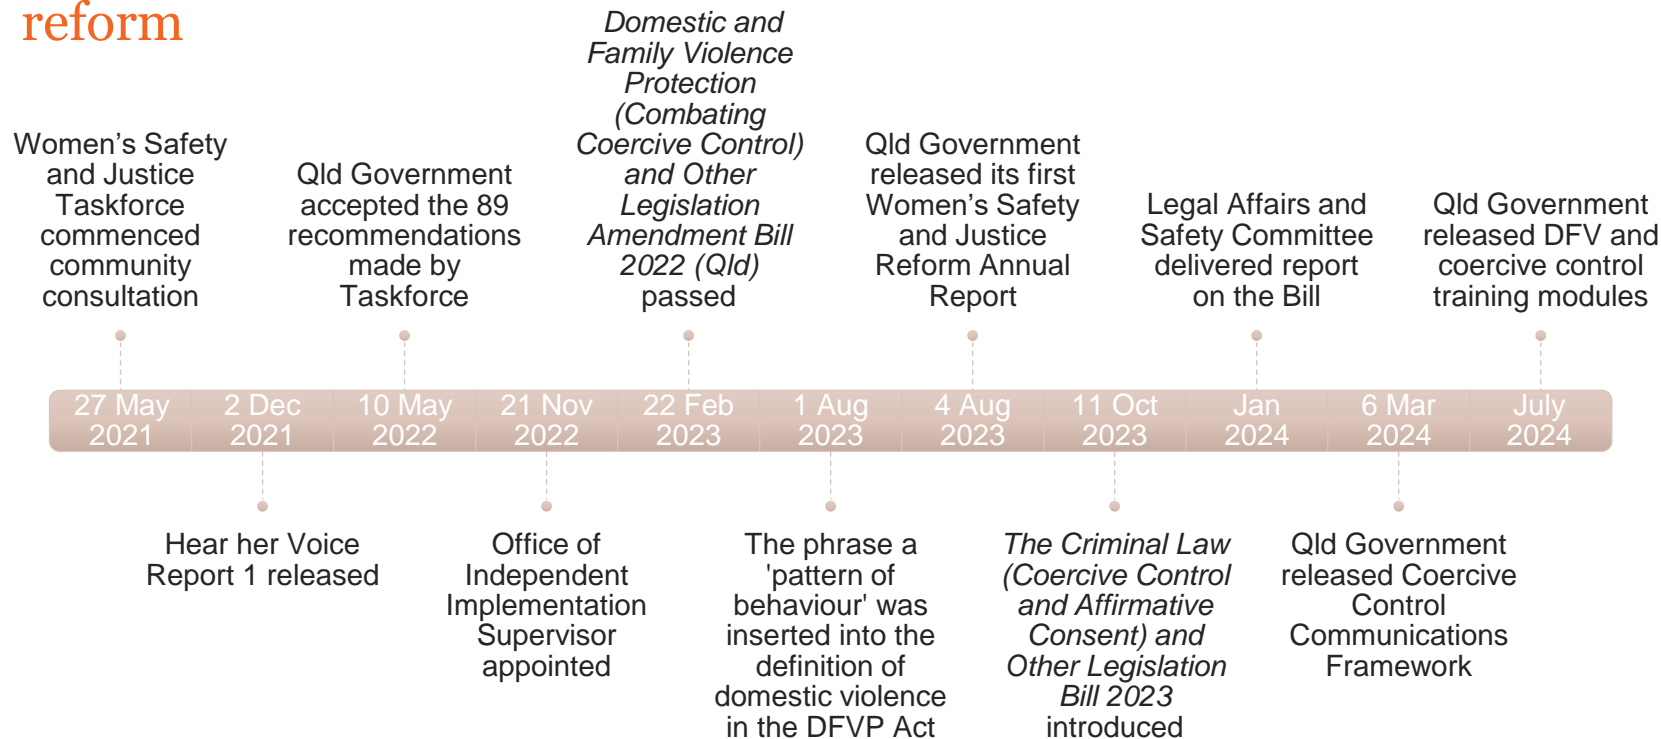 reform
Women’s Safety
and Justice
Taskforce
commenced
community
consultation
Qld Government
accepted the 89
recommendations
made by
Taskforce
Domestic and
Family Violence
Protection
(Combating
Coercive Control)
and Other
Legislation
Amendment Bill
2022 (Qld)
passed
Qld Government
released its first
Women’s Safety
and Justice
Reform Annual
Report
Legal Affairs and
Safety Committee
delivered report
on the Bill
Qld Government
released DFV and
coercive control
training modules
27 May
2021
2 Dec
2021
10 May
2022
21 Nov
2022
22 Feb
2023
1 Aug
2023
4 Aug
2023
11 Oct
2023
Jan
2024
6 Mar
2024
July
2024
Hear her Voice
Report 1 released
Office of
Independent
Implementation
Supervisor
appointed
The phrase a
'pattern of
behaviour' was
inserted into the
definition of
domestic violence
in the DFVP Act
The Criminal Law
(Coercive Control
and Affirmative
Consent) and
Other Legislation
Bill 2023
introduced
Qld Government
released Coercive
Control
Communications
Framework